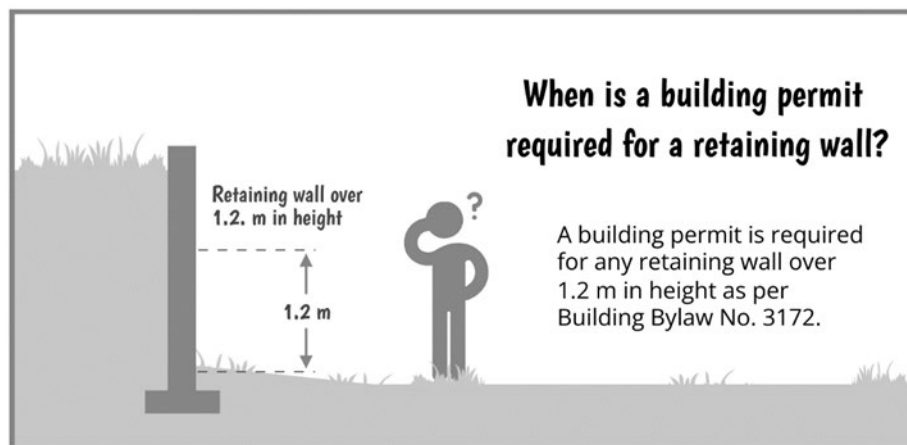 When is a building permit
required for a retaining wall?
Retaining wall over
1.2. m in height
?
1.2 m
A building permit is required
for any retaining wall over
1.2 m in height as per
Building Bylaw No. 3172.